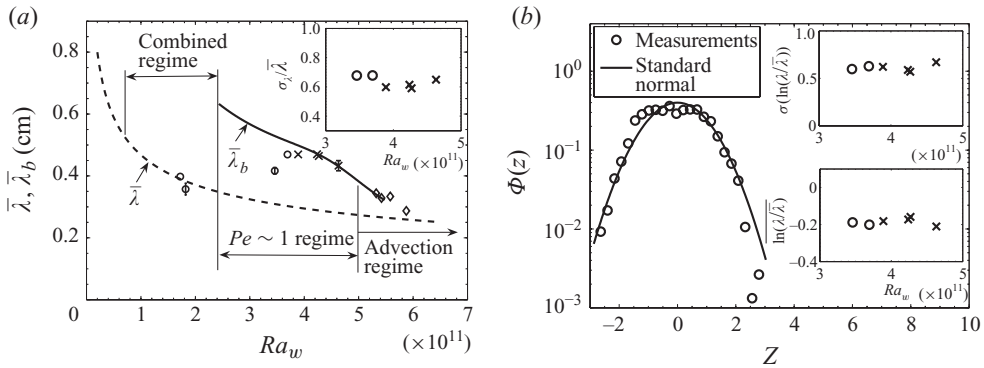 (a)
0.8
0.6
0.4
0.2
0
λ̅, λ̅_b (cm)
Combined
regime
λ̅_b
λ̅
Pe ~ 1 regime
Advection
regime
1 2 3 4 5 6 7
Ra_w (×10^11)
1.0
0.8
0.6
0.4
σ_λ/λ̅
3 4 5
Ra_w (×10^11)
(b)
Measurements
Standard
normal
10^0
10^−1
10^−2
10^−3
Φ(z)
−2 0 2 4 6 8 10
Z
1.0
0.5
0
σ(ln(λ/λ̅))
3 4 5
Ra_w (×10^11)
0
−0.2
−0.4
ln(λ/λ̅)
3 4 5
Ra_w (×10^11)